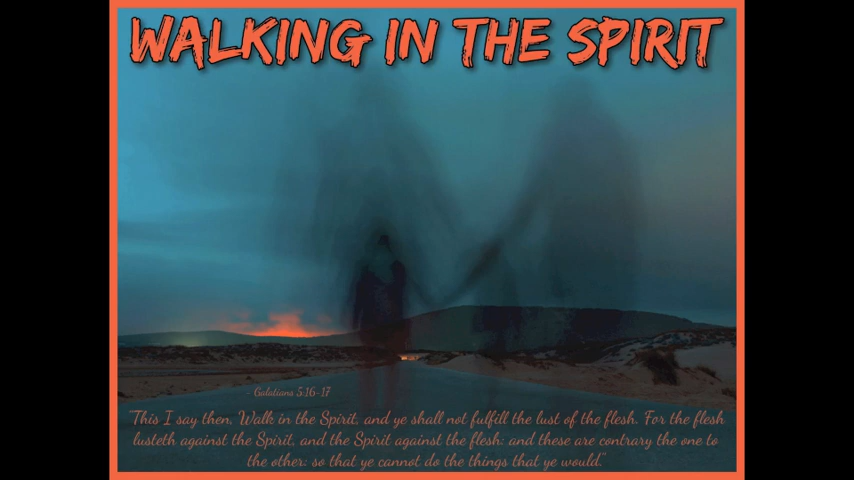 WALKING IN THE SPIRIT
Galatians 5:16-17
"This I say then, Walk in the Spirit, and ye shall not fulfill the lust of the flesh. For the flesh
lusteth against the Spirit, and the Spirit against the flesh: and these are contrary the one to
the other: so that ye cannot do the things that ye would."